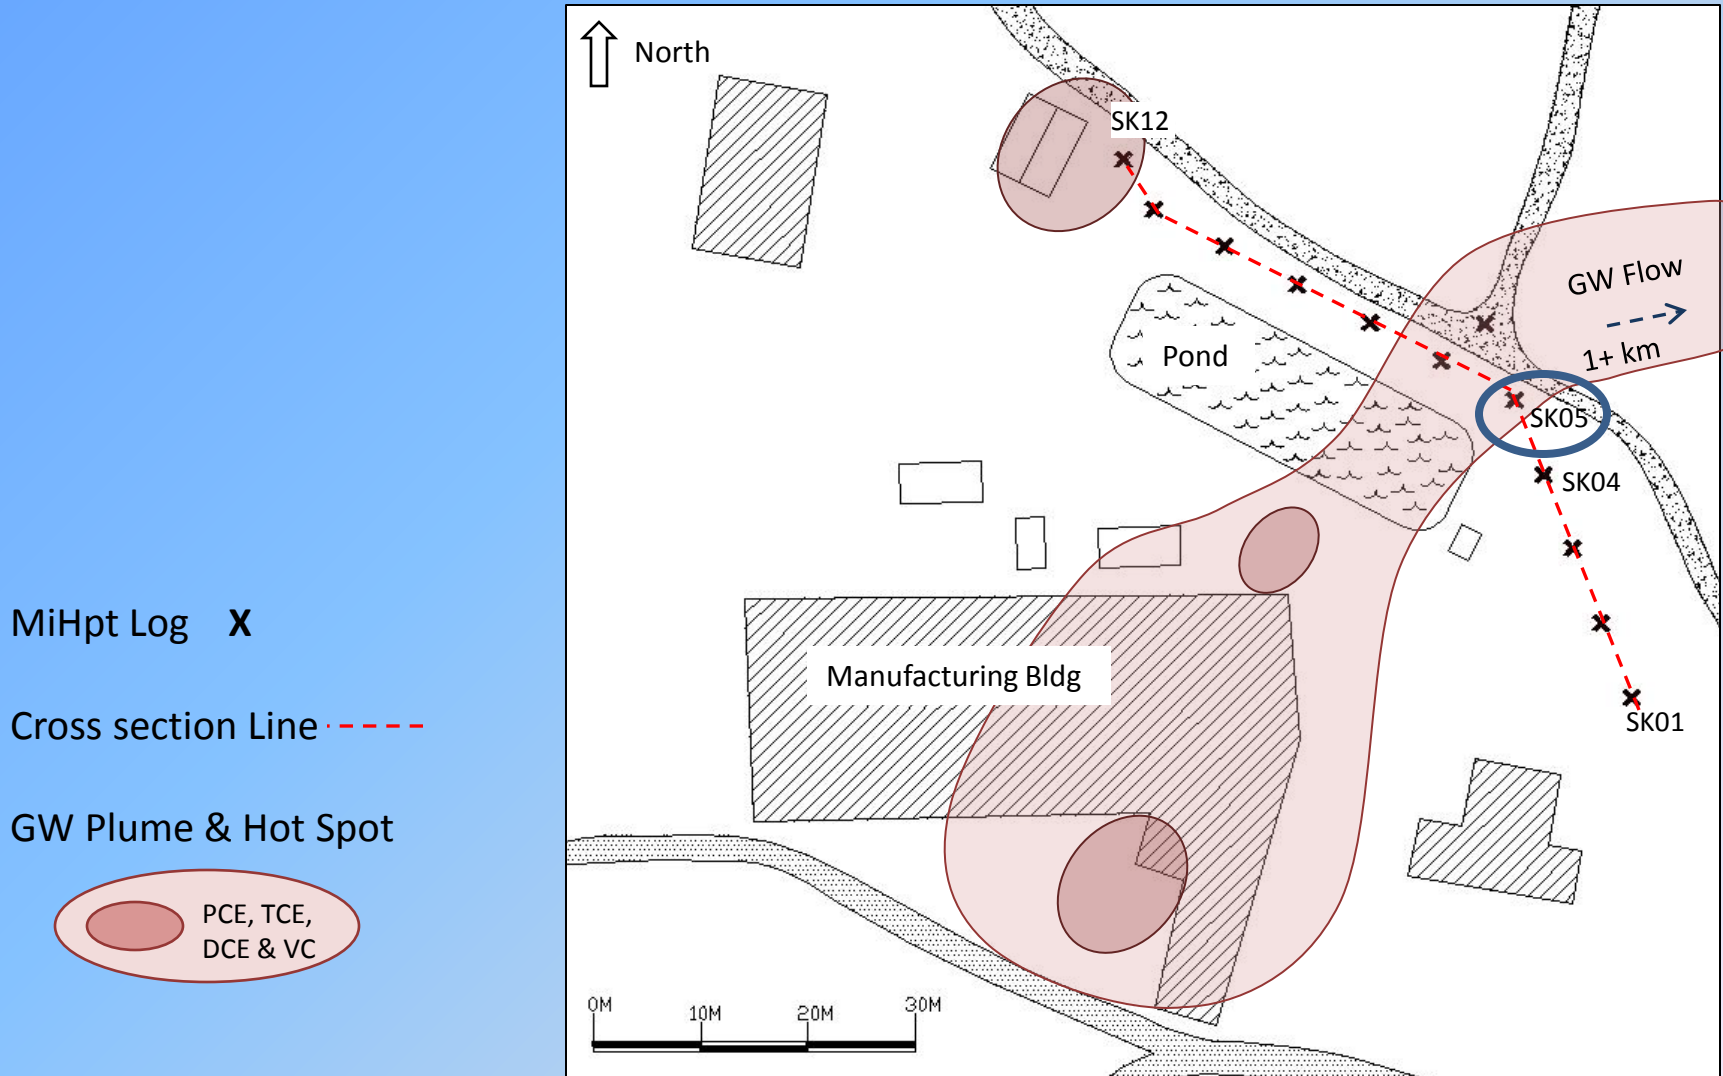 North
SK12
GW Flow
1+ km
Pond
SK05
SK04
MiHpt Log X
Manufacturing Bldg
SK01
Cross section Line
GW Plume & Hot Spot
PCE, TCE,
DCE & VC
0M 10M 20M 30M